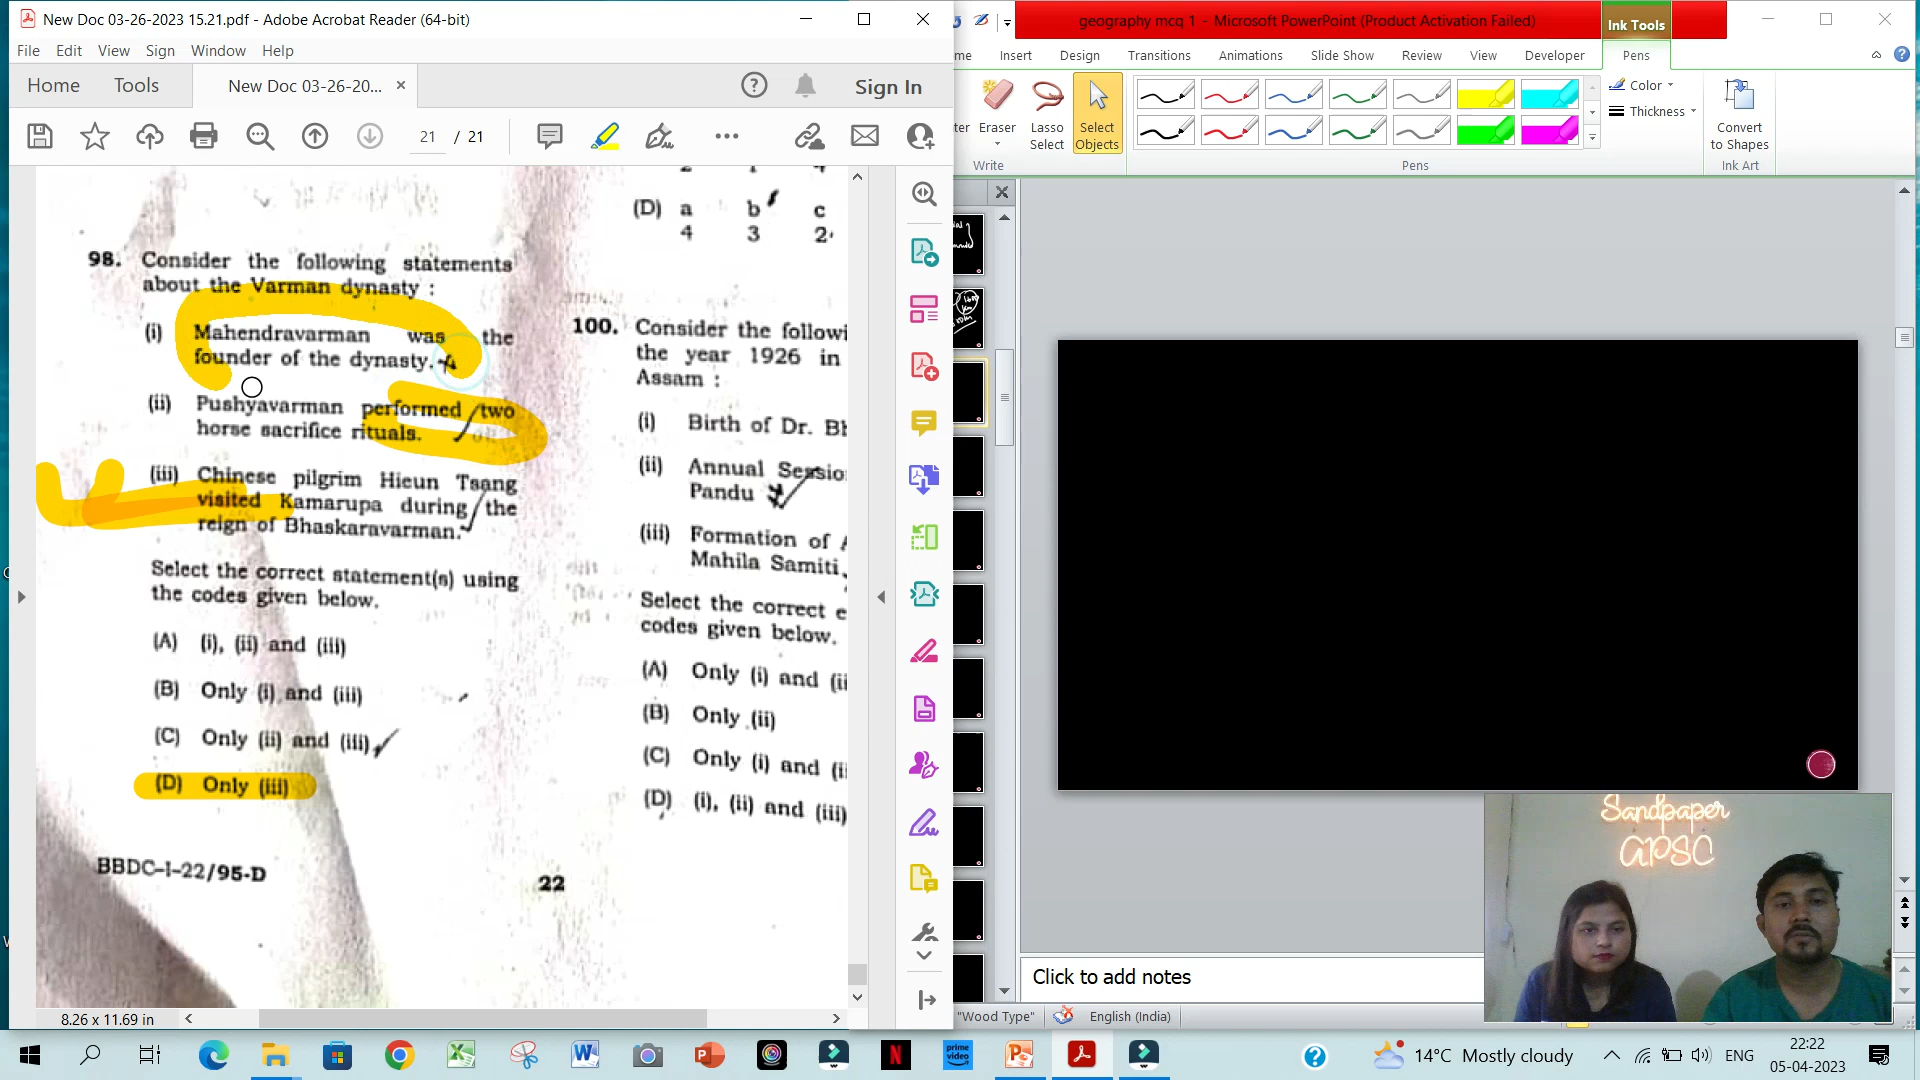 New Doc 03-26-2023 15.21.pdf - Adobe Acrobat Reader (64-bit)
File Edit View Sign Window Help
Home Tools New Doc 03-26-20... × Sign In
21 / 21
(D) a b c
4 3 2
98. Consider the following statements
about the Varman dynasty :
(i) Mahendravarman was the
founder of the dynasty.
(ii) Pushyavarman performed two
horse sacrifice rituals.
(iii) Chinese pilgrim Hieun Tsang
visited Kamarupa during the
reign of Bhaskaravarman.
Select the correct statement(s) using
the codes given below.
(A) (i), (ii) and (iii)
(B) Only (i) and (iii)
(C) Only (ii) and (iii)
(D) Only (iii)
BBDC-I-22/95-D
22
100. Consider the followi
the year 1926 in
Assam :
(i) Birth of Dr. Bh
(ii) Annual Sessio
Pandu
(iii) Formation of A
Mahila Samiti
Select the correct e
codes given below.
(A) Only (i) and (ii
(B) Only (ii)
(C) Only (i) and (i
(D) (i), (ii) and (iii)
8.26 x 11.69 in
geography mcq 1 - Microsoft PowerPoint (Product Activation Failed)
Ink Tools
me Insert Design Transitions Animations Slide Show Review View Developer Pens
ter Eraser Lasso Select Select Objects
Write
Pens
Color
Thickness
Convert to Shapes
Ink Art
Click to add notes
"Wood Type" English (India)
Sandpaper
APSC
14°C Mostly cloudy ENG
22:22
05-04-2023